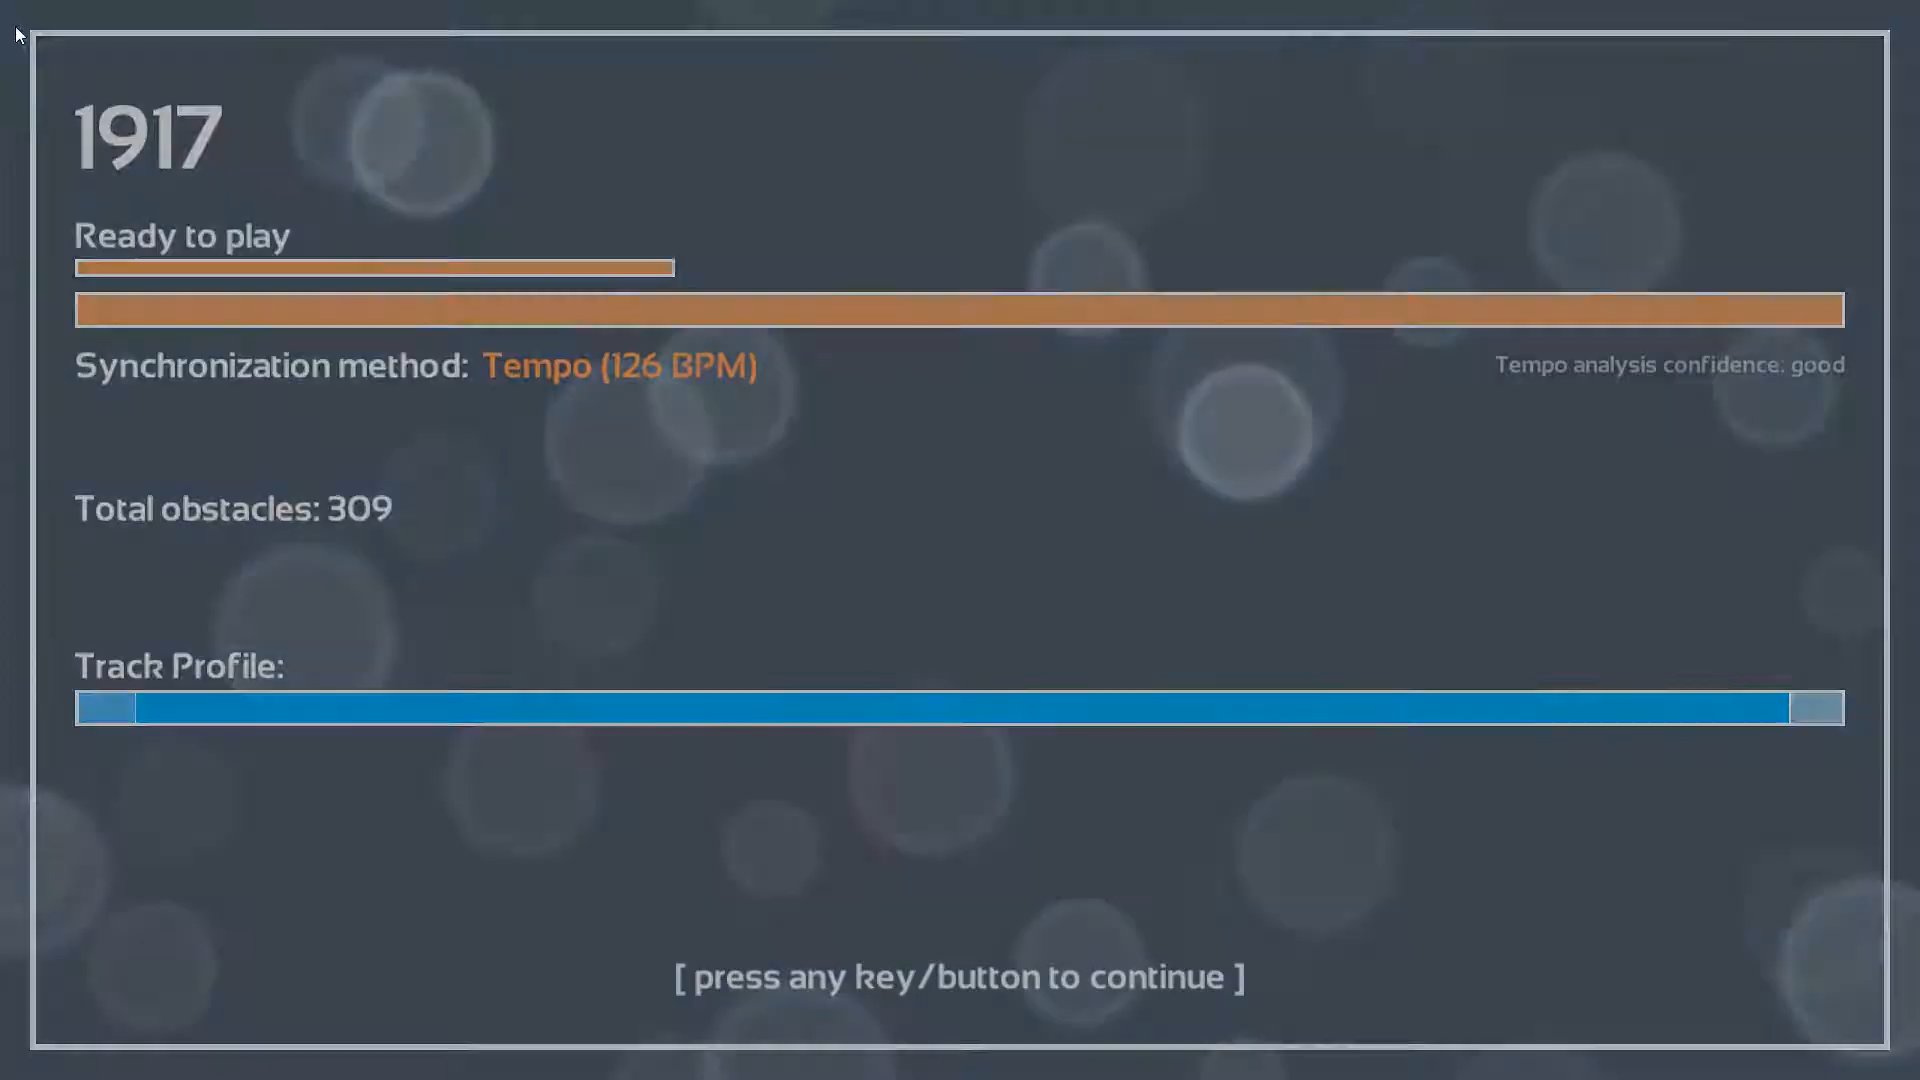 1917
Ready to play
Synchronization method: Tempo (126 BPM)
Tempo analysis confidence: good
Total obstacles: 309
Track Profile:
[ press any key/button to continue ]